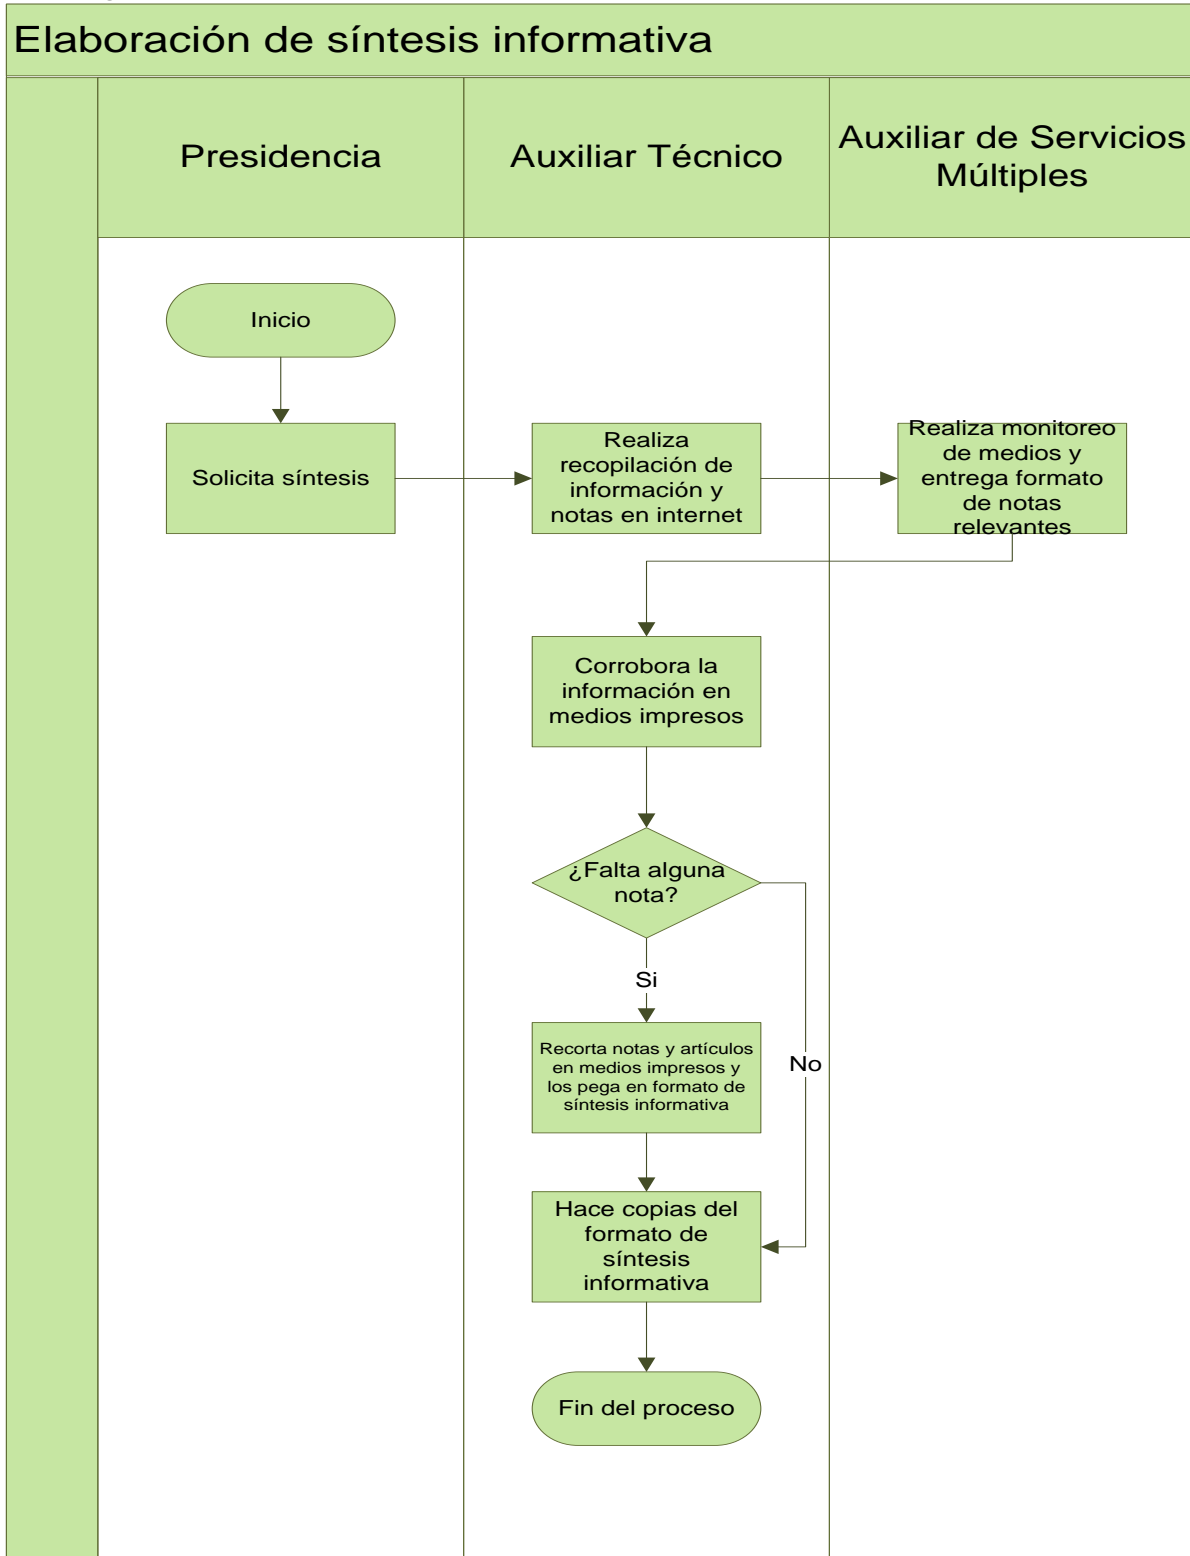 Elaboración de síntesis informativa
Presidencia
Auxiliar Técnico
Auxiliar de Servicios
Múltiples
Inicio
Solicita síntesis
Realiza
recopilación de
información y
notas en internet
Realiza monitoreo
de medios y
entrega formato
de notas
relevantes
Corrobora la
información en
medios impresos
¿Falta alguna
nota?
Si
No
Recorta notas y artículos
en medios impresos y
los pega en formato de
síntesis informativa
Hace copias del
formato de
síntesis
informativa
Fin del proceso